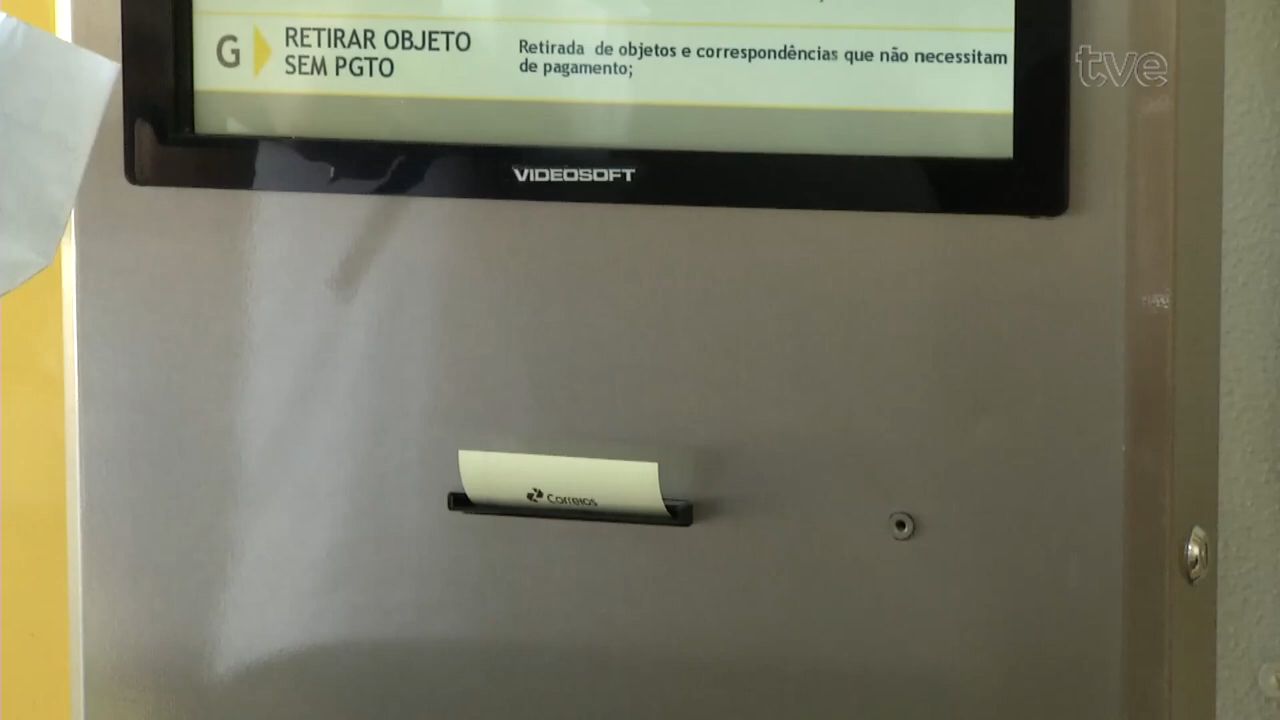 G
RETIRAR OBJETO
SEM PGTO
Retirada de objetos e correspondências que não necessitam
de pagamento;
tve
VIDEOSOFT
Correios